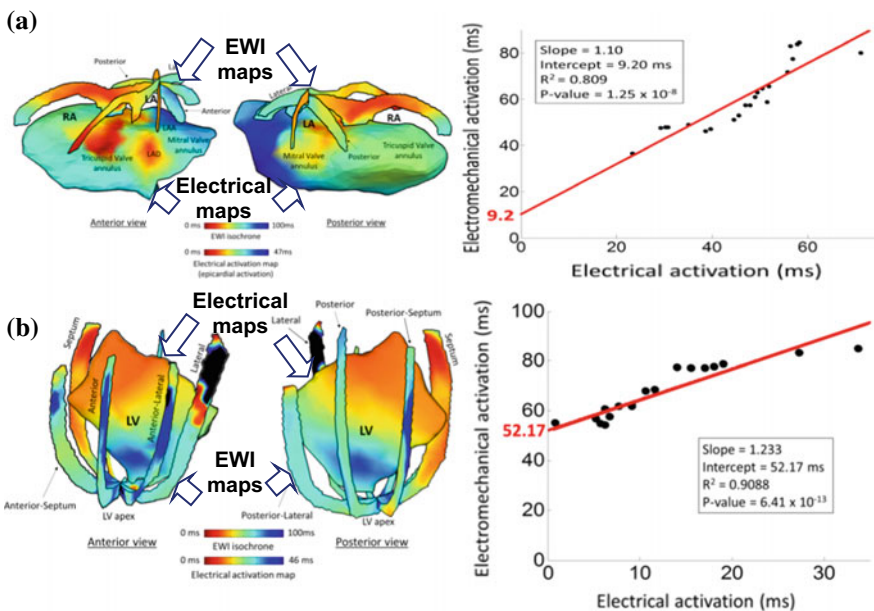 (a)
EWI
maps
Posterior
LA
Anterior
RA
LA
LAA
Mitral Valve
annulus
Tricuspid Valve
annulus
LAD
Lateral
LA
RA
Mitral Valve
annulus
Posterior
Tricuspid Valve
annulus
Electrical
maps
Anterior view
Posterior view
0 ms
100ms
EWI isochrone
0 ms
47ms
Electrical activation map
(epicardial activation)
Electromechanical activation (ms)
80
60
40
20
0
9.2
Slope = 1.10
Intercept = 9.20 ms
R² = 0.809
P-value = 1.25 x 10⁻⁸
0
20
40
60
Electrical activation (ms)
(b)
Electrical
maps
Septum
Anterior
Lateral
Anterior-Lateral
LV
Anterior-Septum
LV apex
Lateral
Posterior
Posterior-Septum
Septum
LV
Posterior-Lateral
LV apex
EWI
maps
Anterior view
Posterior view
0 ms
100ms
EWI isochrone
0 ms
46 ms
Electrical activation map
Electromechanical activation (ms)
100
80
60
40
20
0
52.17
Slope = 1.233
Intercept = 52.17 ms
R² = 0.9088
P-value = 6.41 x 10⁻¹³
0
10
20
30
Electrical activation (ms)